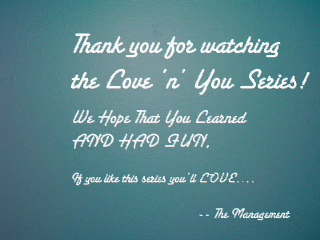 Thank you for watching
the Love 'n' You Series!
We Hope That You Learned
AND HAD FUN.
If you like this series you'll LOVE....
-- The Management